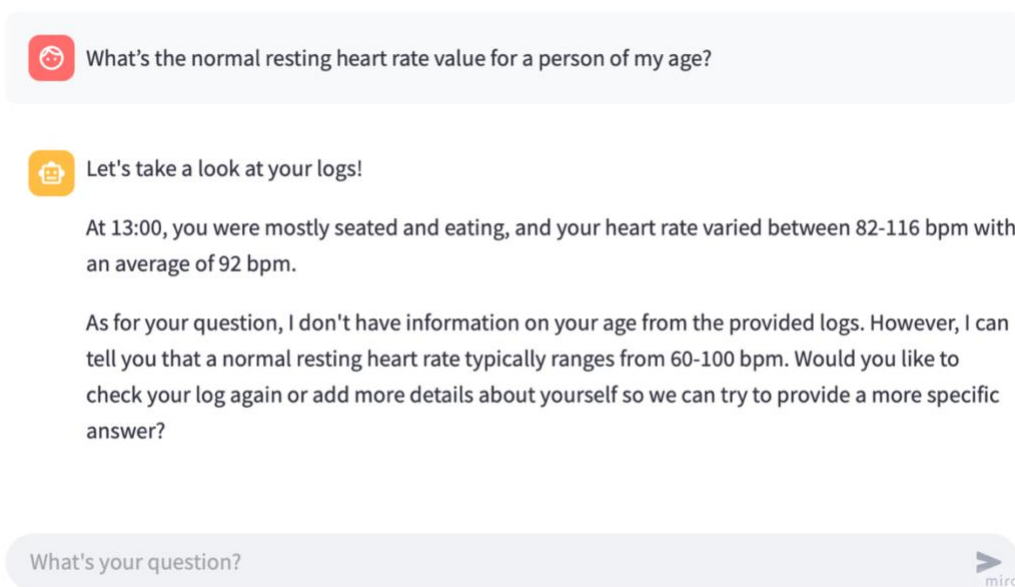 What’s the normal resting heart rate value for a person of my age?
Let's take a look at your logs!
At 13:00, you were mostly seated and eating, and your heart rate varied between 82-116 bpm with
an average of 92 bpm.
As for your question, I don't have information on your age from the provided logs. However, I can
tell you that a normal resting heart rate typically ranges from 60-100 bpm. Would you like to
check your log again or add more details about yourself so we can try to provide a more specific
answer?
What's your question?